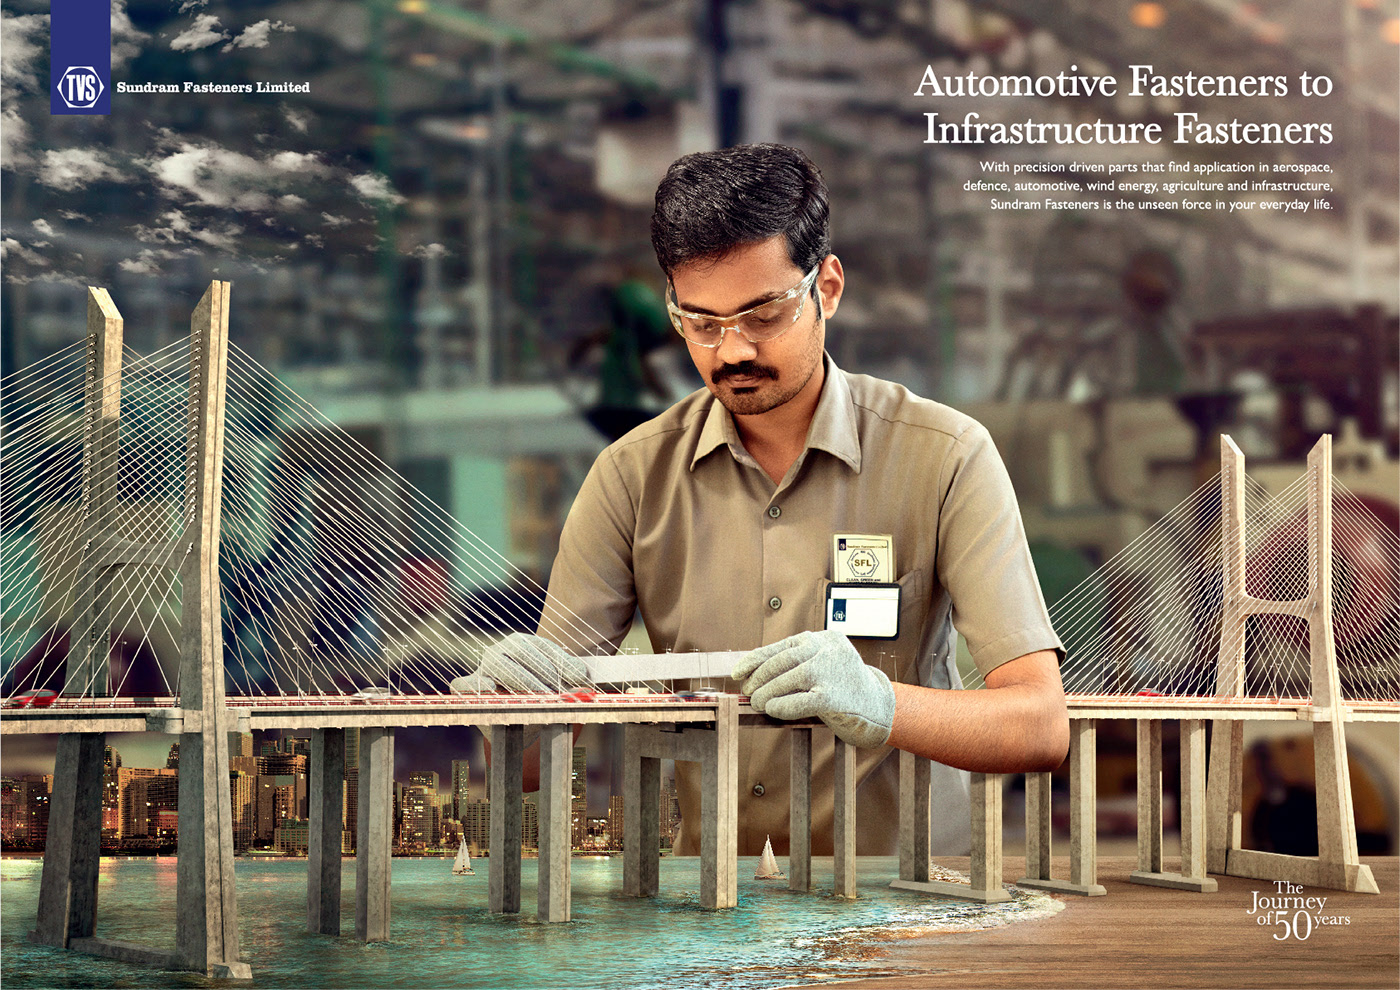 TVS
Sundram Fasteners Limited
Automotive Fasteners to
Infrastructure Fasteners
With precision driven parts that find application in aerospace,
defence, automotive, wind energy, agriculture and infrastructure,
Sundram Fasteners is the unseen force in your everyday life.
SFL
The
Journey
of 50 years